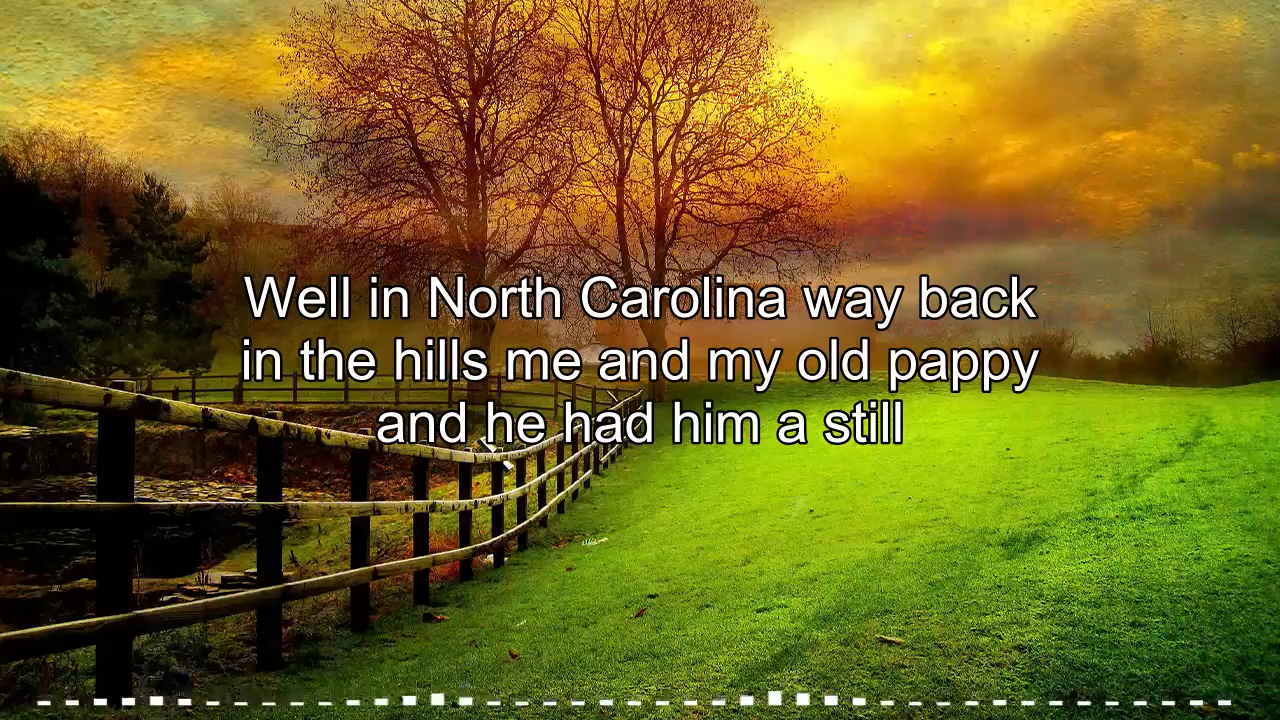 Well in North Carolina way back
in the hills me and my old pappy
and he had him a still